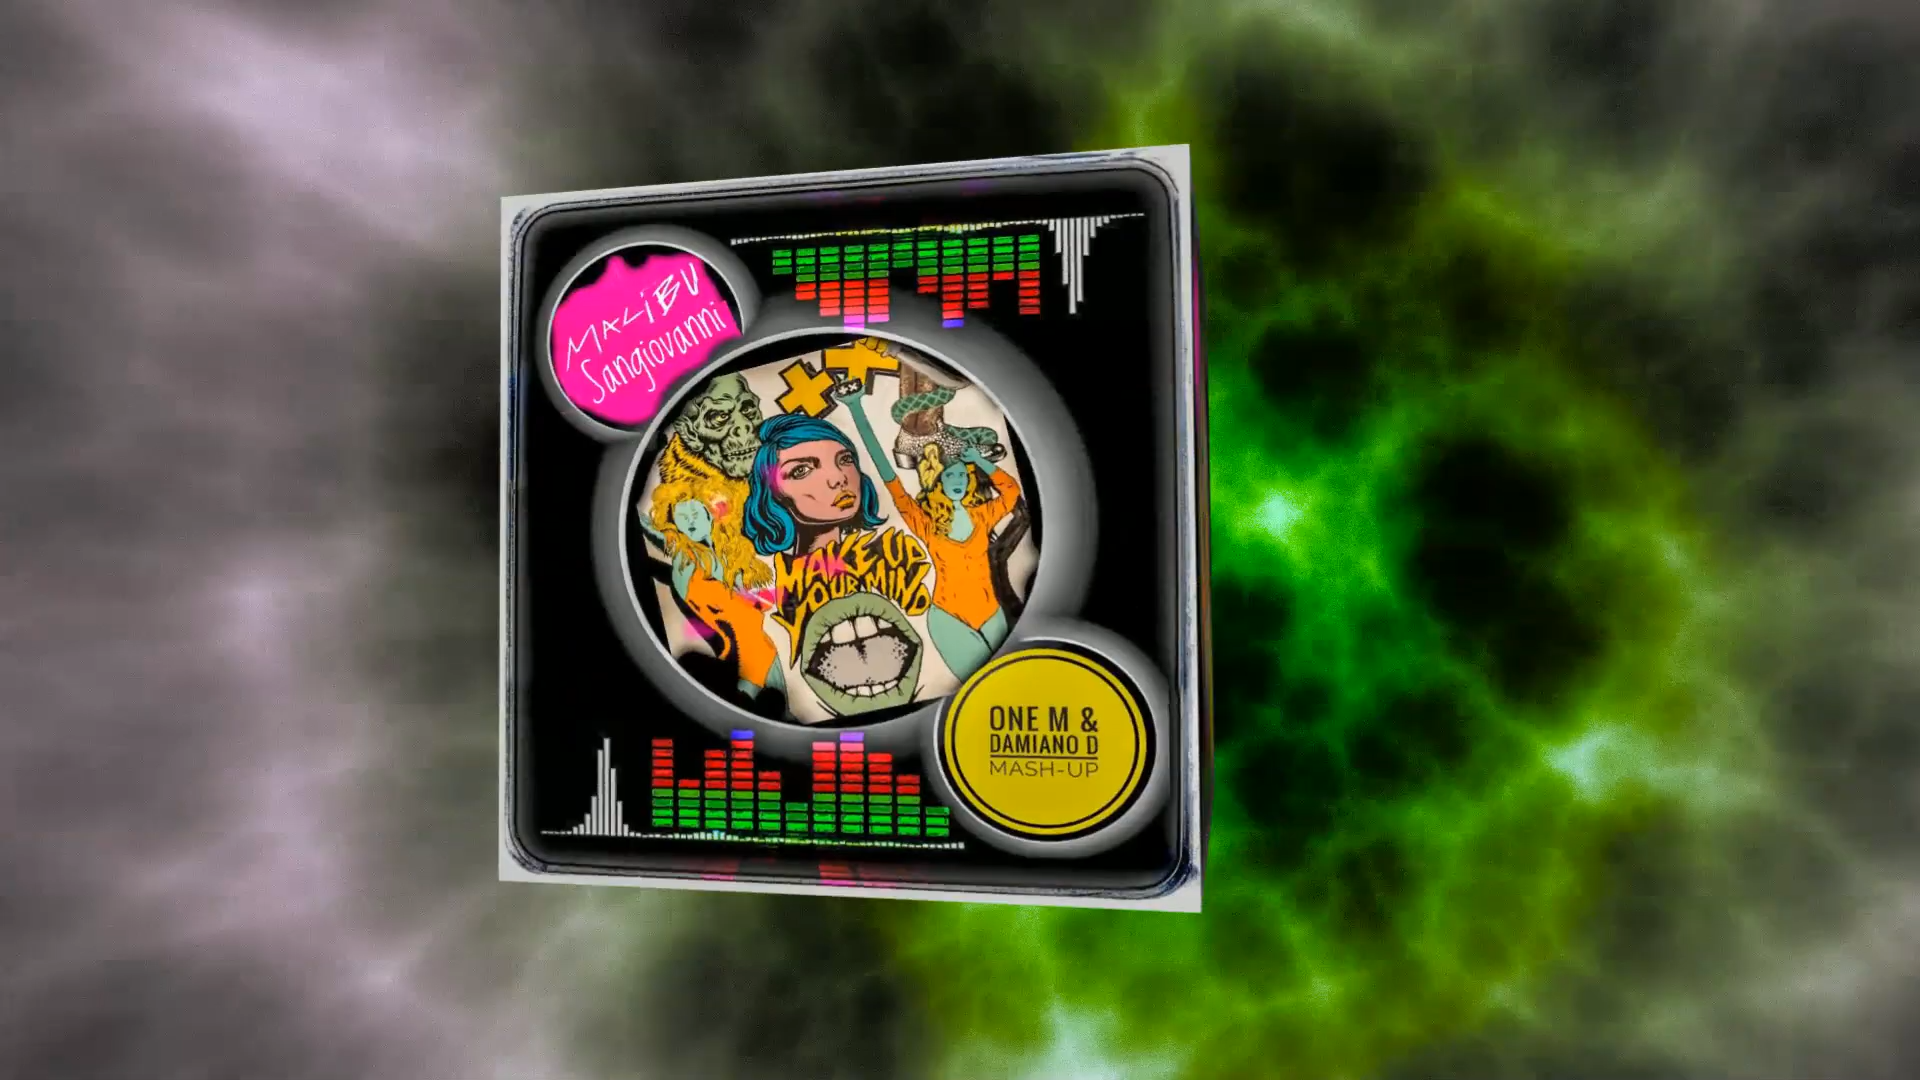 MALIBU
Sangiovanni
MAKE UP
YOUR MIND
ONE M &
DAMIANO D
MASH-UP